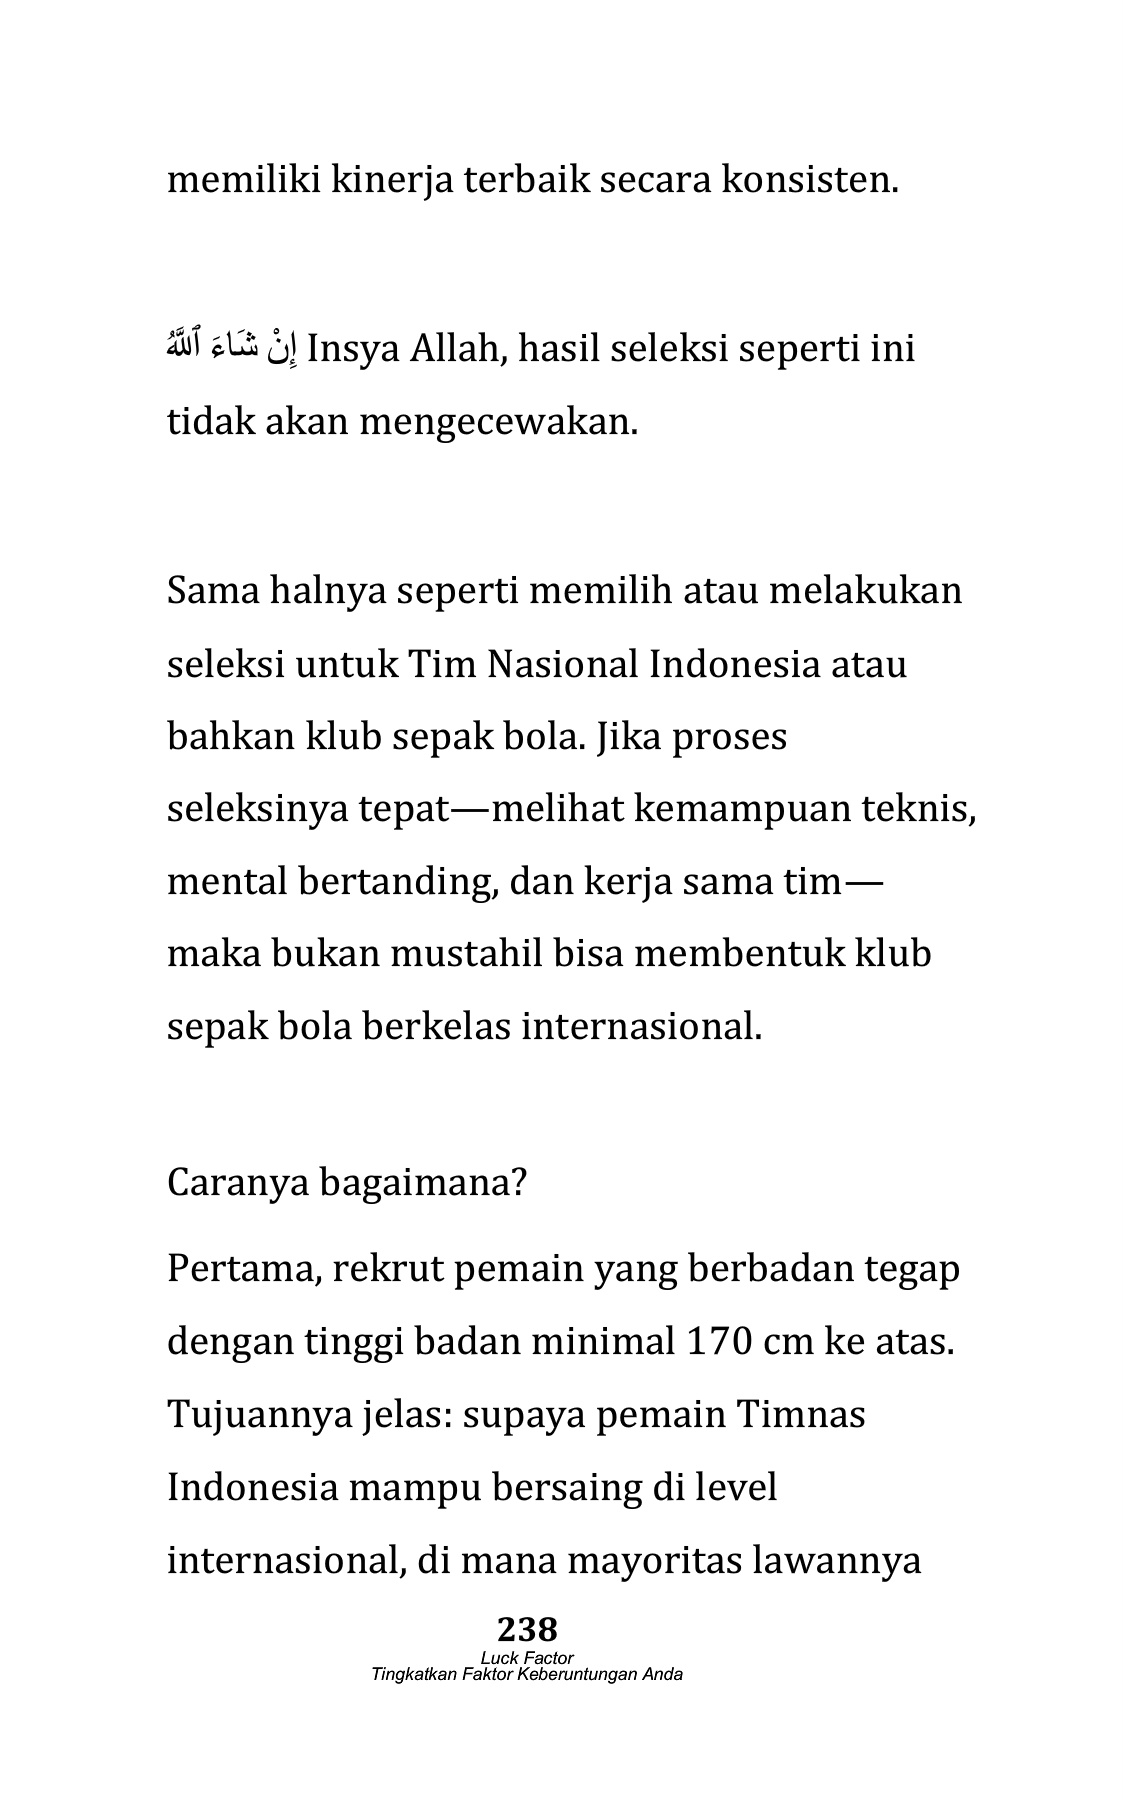 memiliki kinerja terbaik secara konsisten.
إِنْ شَاءَ ٱللَّٰهُ Insya Allah, hasil seleksi seperti ini
tidak akan mengecewakan.
Sama halnya seperti memilih atau melakukan
seleksi untuk Tim Nasional Indonesia atau
bahkan klub sepak bola. Jika proses
seleksinya tepat—melihat kemampuan teknis,
mental bertanding, dan kerja sama tim—
maka bukan mustahil bisa membentuk klub
sepak bola berkelas internasional.
Caranya bagaimana?
Pertama, rekrut pemain yang berbadan tegap
dengan tinggi badan minimal 170 cm ke atas.
Tujuannya jelas: supaya pemain Timnas
Indonesia mampu bersaing di level
internasional, di mana mayoritas lawannya
238
Luck Factor
Tingkatkan Faktor Keberuntungan Anda